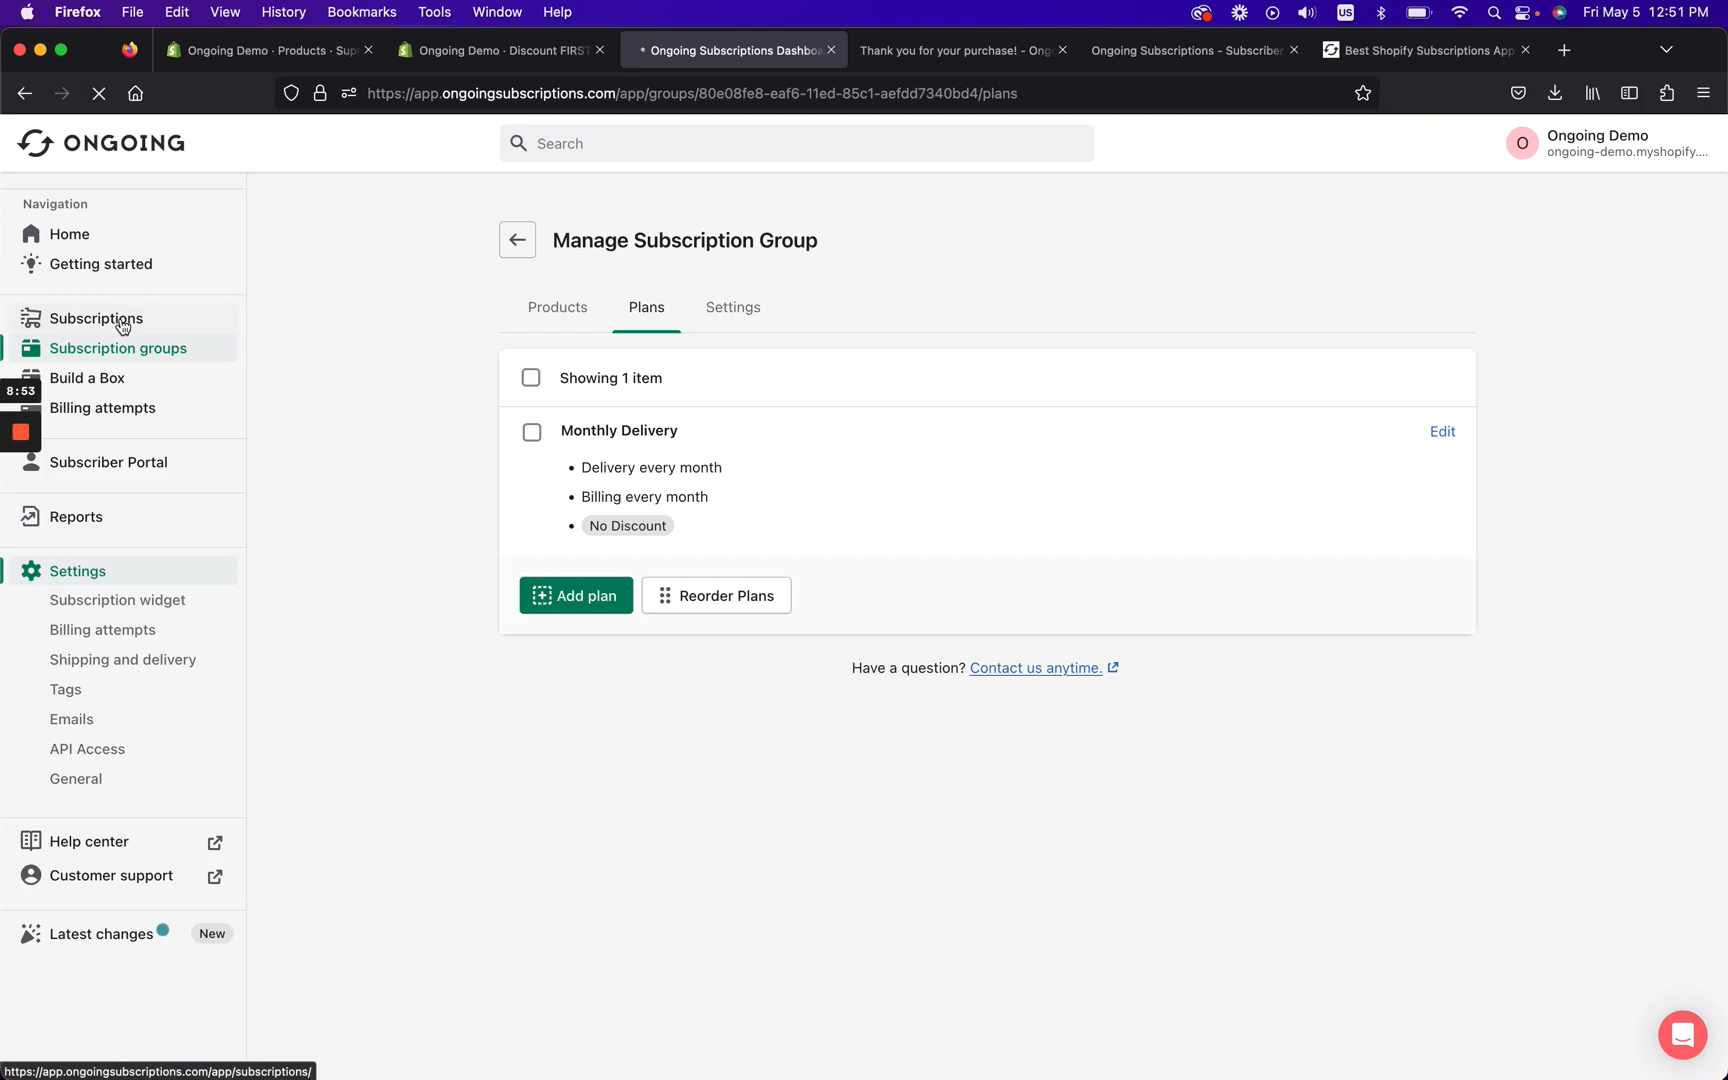 Firefox File Edit View History Bookmarks Tools Window Help US Fri May 5 12:51 PM
Ongoing Demo · Products · Sup Ongoing Demo · Discount FIRST Ongoing Subscriptions Dashboa Thank you for your purchase! - Ong Ongoing Subscriptions - Subscriber Best Shopify Subscriptions App
https://app.ongoingsubscriptions.com/app/groups/80e08fe8-eaf6-11ed-85c1-aefdd7340bd4/plans
ONGOING
Search
O
Ongoing Demo
ongoing-demo.myshopify....
Navigation
Home
Getting started
Subscriptions
Subscription groups
Build a Box
8:53
Billing attempts
Subscriber Portal
Reports
Settings
Subscription widget
Billing attempts
Shipping and delivery
Tags
Emails
API Access
General
Help center
Customer support
Latest changes New
Manage Subscription Group
Products Plans Settings
Showing 1 item
Monthly Delivery Edit
• Delivery every month
• Billing every month
• No Discount
Add plan Reorder Plans
Have a question? Contact us anytime.
https://app.ongoingsubscriptions.com/app/subscriptions/